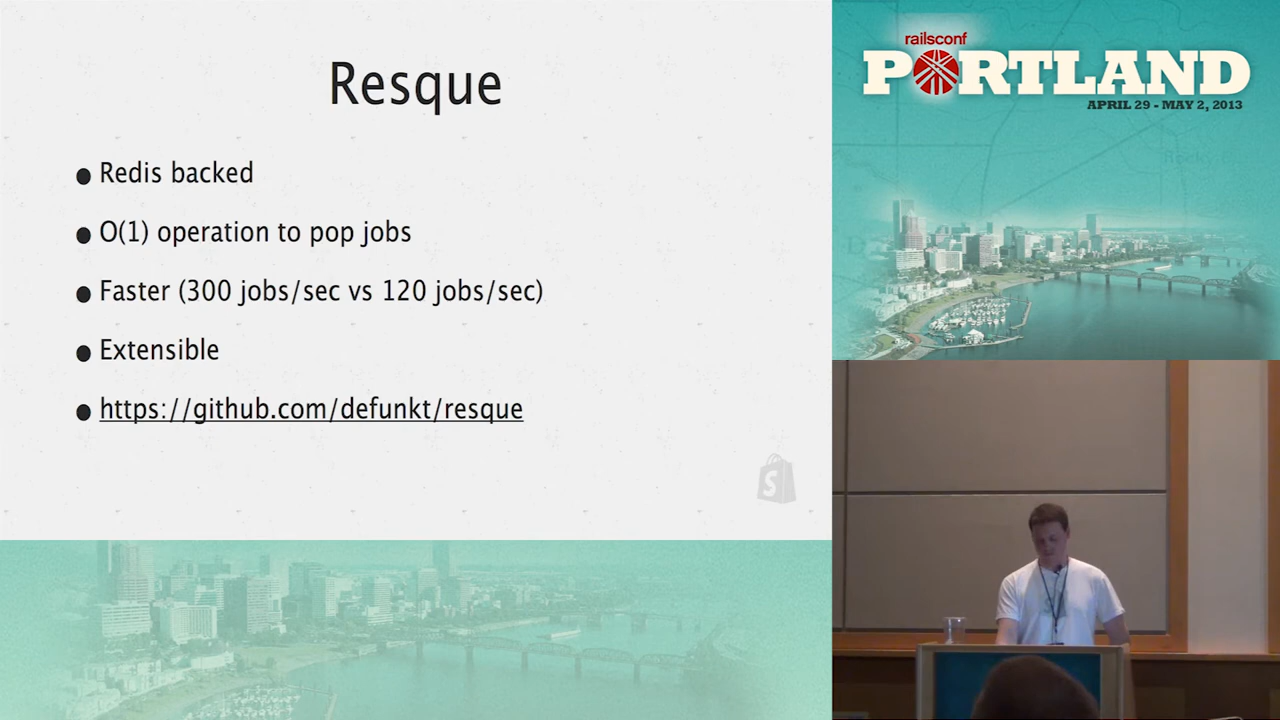 Resque
Redis backed
O(1) operation to pop jobs
Faster (300 jobs/sec vs 120 jobs/sec)
Extensible
https://github.com/defunkt/resque
railsconf
PORTLAND
APRIL 29 - MAY 2, 2013